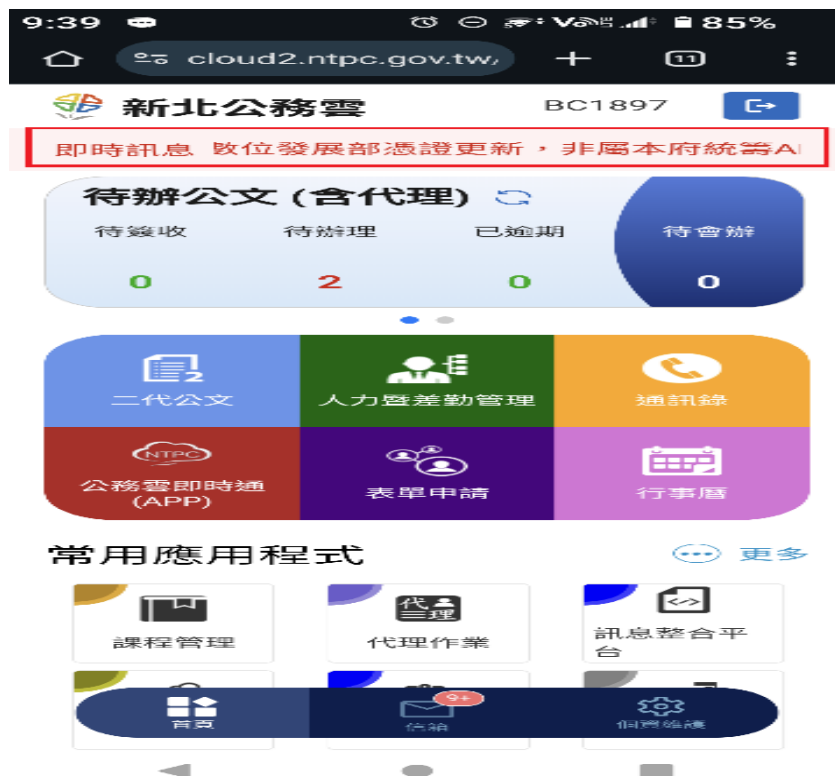 9:39 85%
cloud2.ntpc.gov.tw/ 11
新北公務雲 BC1897
即時訊息 數位發展部憑證更新，非屬本府統籌A
待辦公文 (含代理)
待簽收 待辦理 已逾期 待會辦
0 2 0 0
2
二代公文 人力暨差勤管理 通訊錄
NTPC
公務雲即時通 (APP) 表單申請 行事曆
常用應用程式 更多
代理
課程管理 代理作業 訊息整合平台
9+
首頁 信箱 個資維護